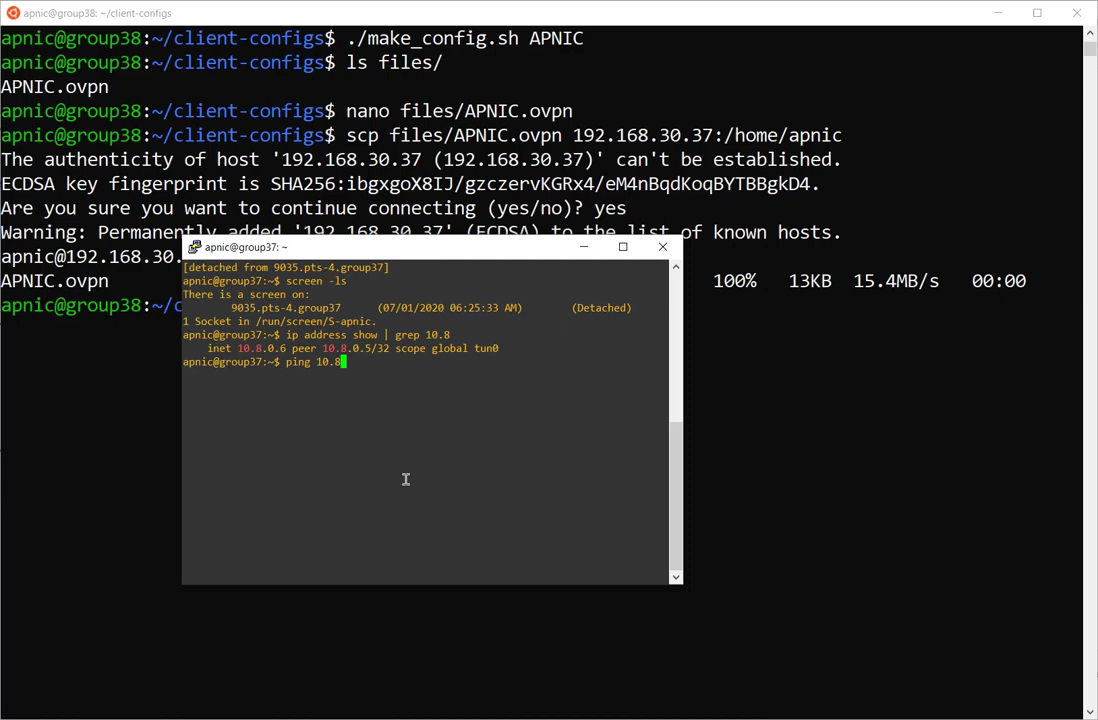 apnic@group38: ~/client-configs
apnic@group38:~/client-configs$ ./make_config.sh APNIC
apnic@group38:~/client-configs$ ls files/
APNIC.ovpn
apnic@group38:~/client-configs$ nano files/APNIC.ovpn
apnic@group38:~/client-configs$ scp files/APNIC.ovpn 192.168.30.37:/home/apnic
The authenticity of host '192.168.30.37 (192.168.30.37)' can't be established.
ECDSA key fingerprint is SHA256:ibgxgoX8IJ/gzczervKGRx4/eM4nBqdKoqBYTBBgkD4.
Are you sure you want to continue connecting (yes/no)? yes
Warning: Permanently added '192.168.30.37' (ECDSA) to the list of known hosts.
apnic@192.168.30.
APNIC.ovpn 100% 13KB 15.4MB/s 00:00
apnic@group38:~/c
apnic@group37: ~
[detached from 9035.pts-4.group37]
apnic@group37:~$ screen -ls
There is a screen on:
9035.pts-4.group37 (07/01/2020 06:25:33 AM) (Detached)
1 Socket in /run/screen/S-apnic.
apnic@group37:~$ ip address show | grep 10.8
inet 10.8.0.6 peer 10.8.0.5/32 scope global tun0
apnic@group37:~$ ping 10.8